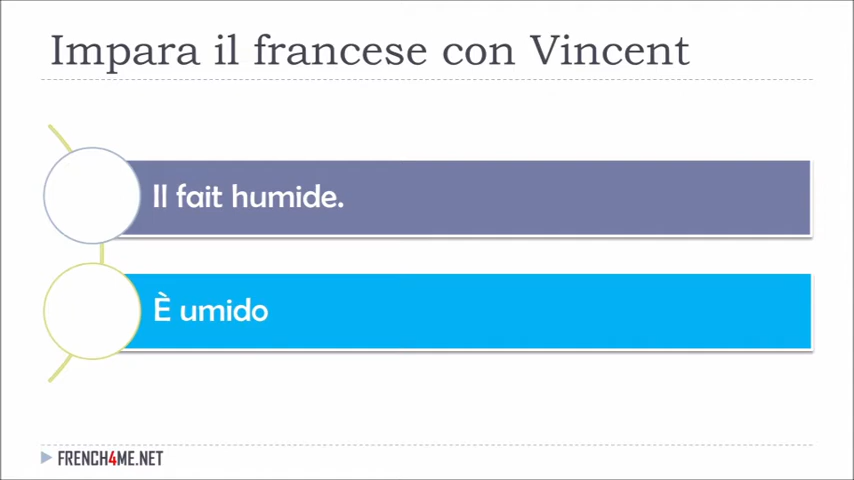 Impara il francese con Vincent
Il fait humide.
È umido
FRENCH4ME.NET